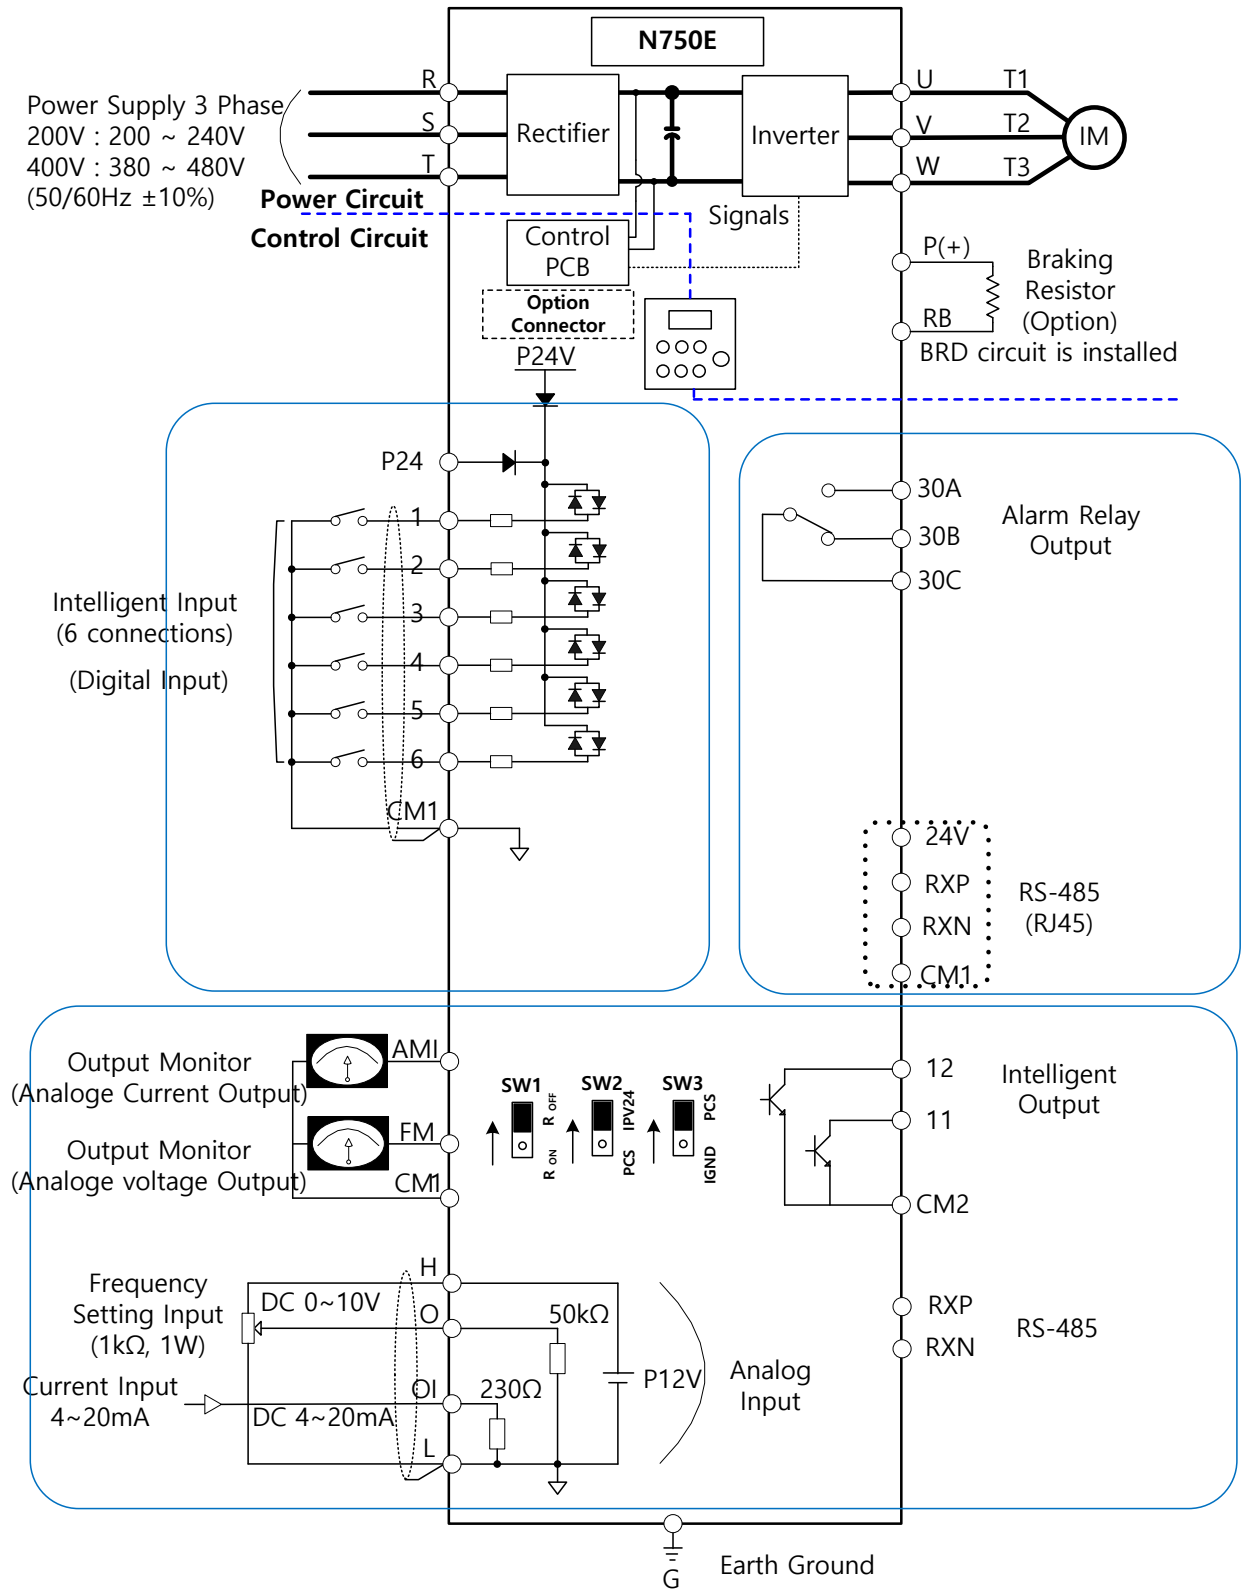 N750E
R
S
T
Power Supply 3 Phase
200V : 200 ~ 240V
400V : 380 ~ 480V
(50/60Hz ±10%)
Rectifier
Inverter
U
V
W
T1
T2
T3
IM
Power Circuit
Control Circuit
Signals
Control
PCB
Option
Connector
P24V
P(+)
RB
Braking
Resistor
(Option)
BRD circuit is installed
P24
1
2
3
4
5
6
CM1
Intelligent Input
(6 connections)
(Digital Input)
30A
30B
30C
Alarm Relay
Output
24V
RXP
RXN
CM1
RS-485
(RJ45)
Output Monitor
(Analoge Current Output)
Output Monitor
(Analoge voltage Output)
AMI
FM
CM1
SW1
R OFF
R ON
SW2
IPV24
PCS
SW3
PCS
IGND
12
11
CM2
Intelligent
Output
Frequency
Setting Input
(1kΩ, 1W)
Current Input
4~20mA
H
DC 0~10V
O
OI
DC 4~20mA
L
50kΩ
230Ω
P12V
Analog
Input
RXP
RXN
RS-485
G
Earth Ground